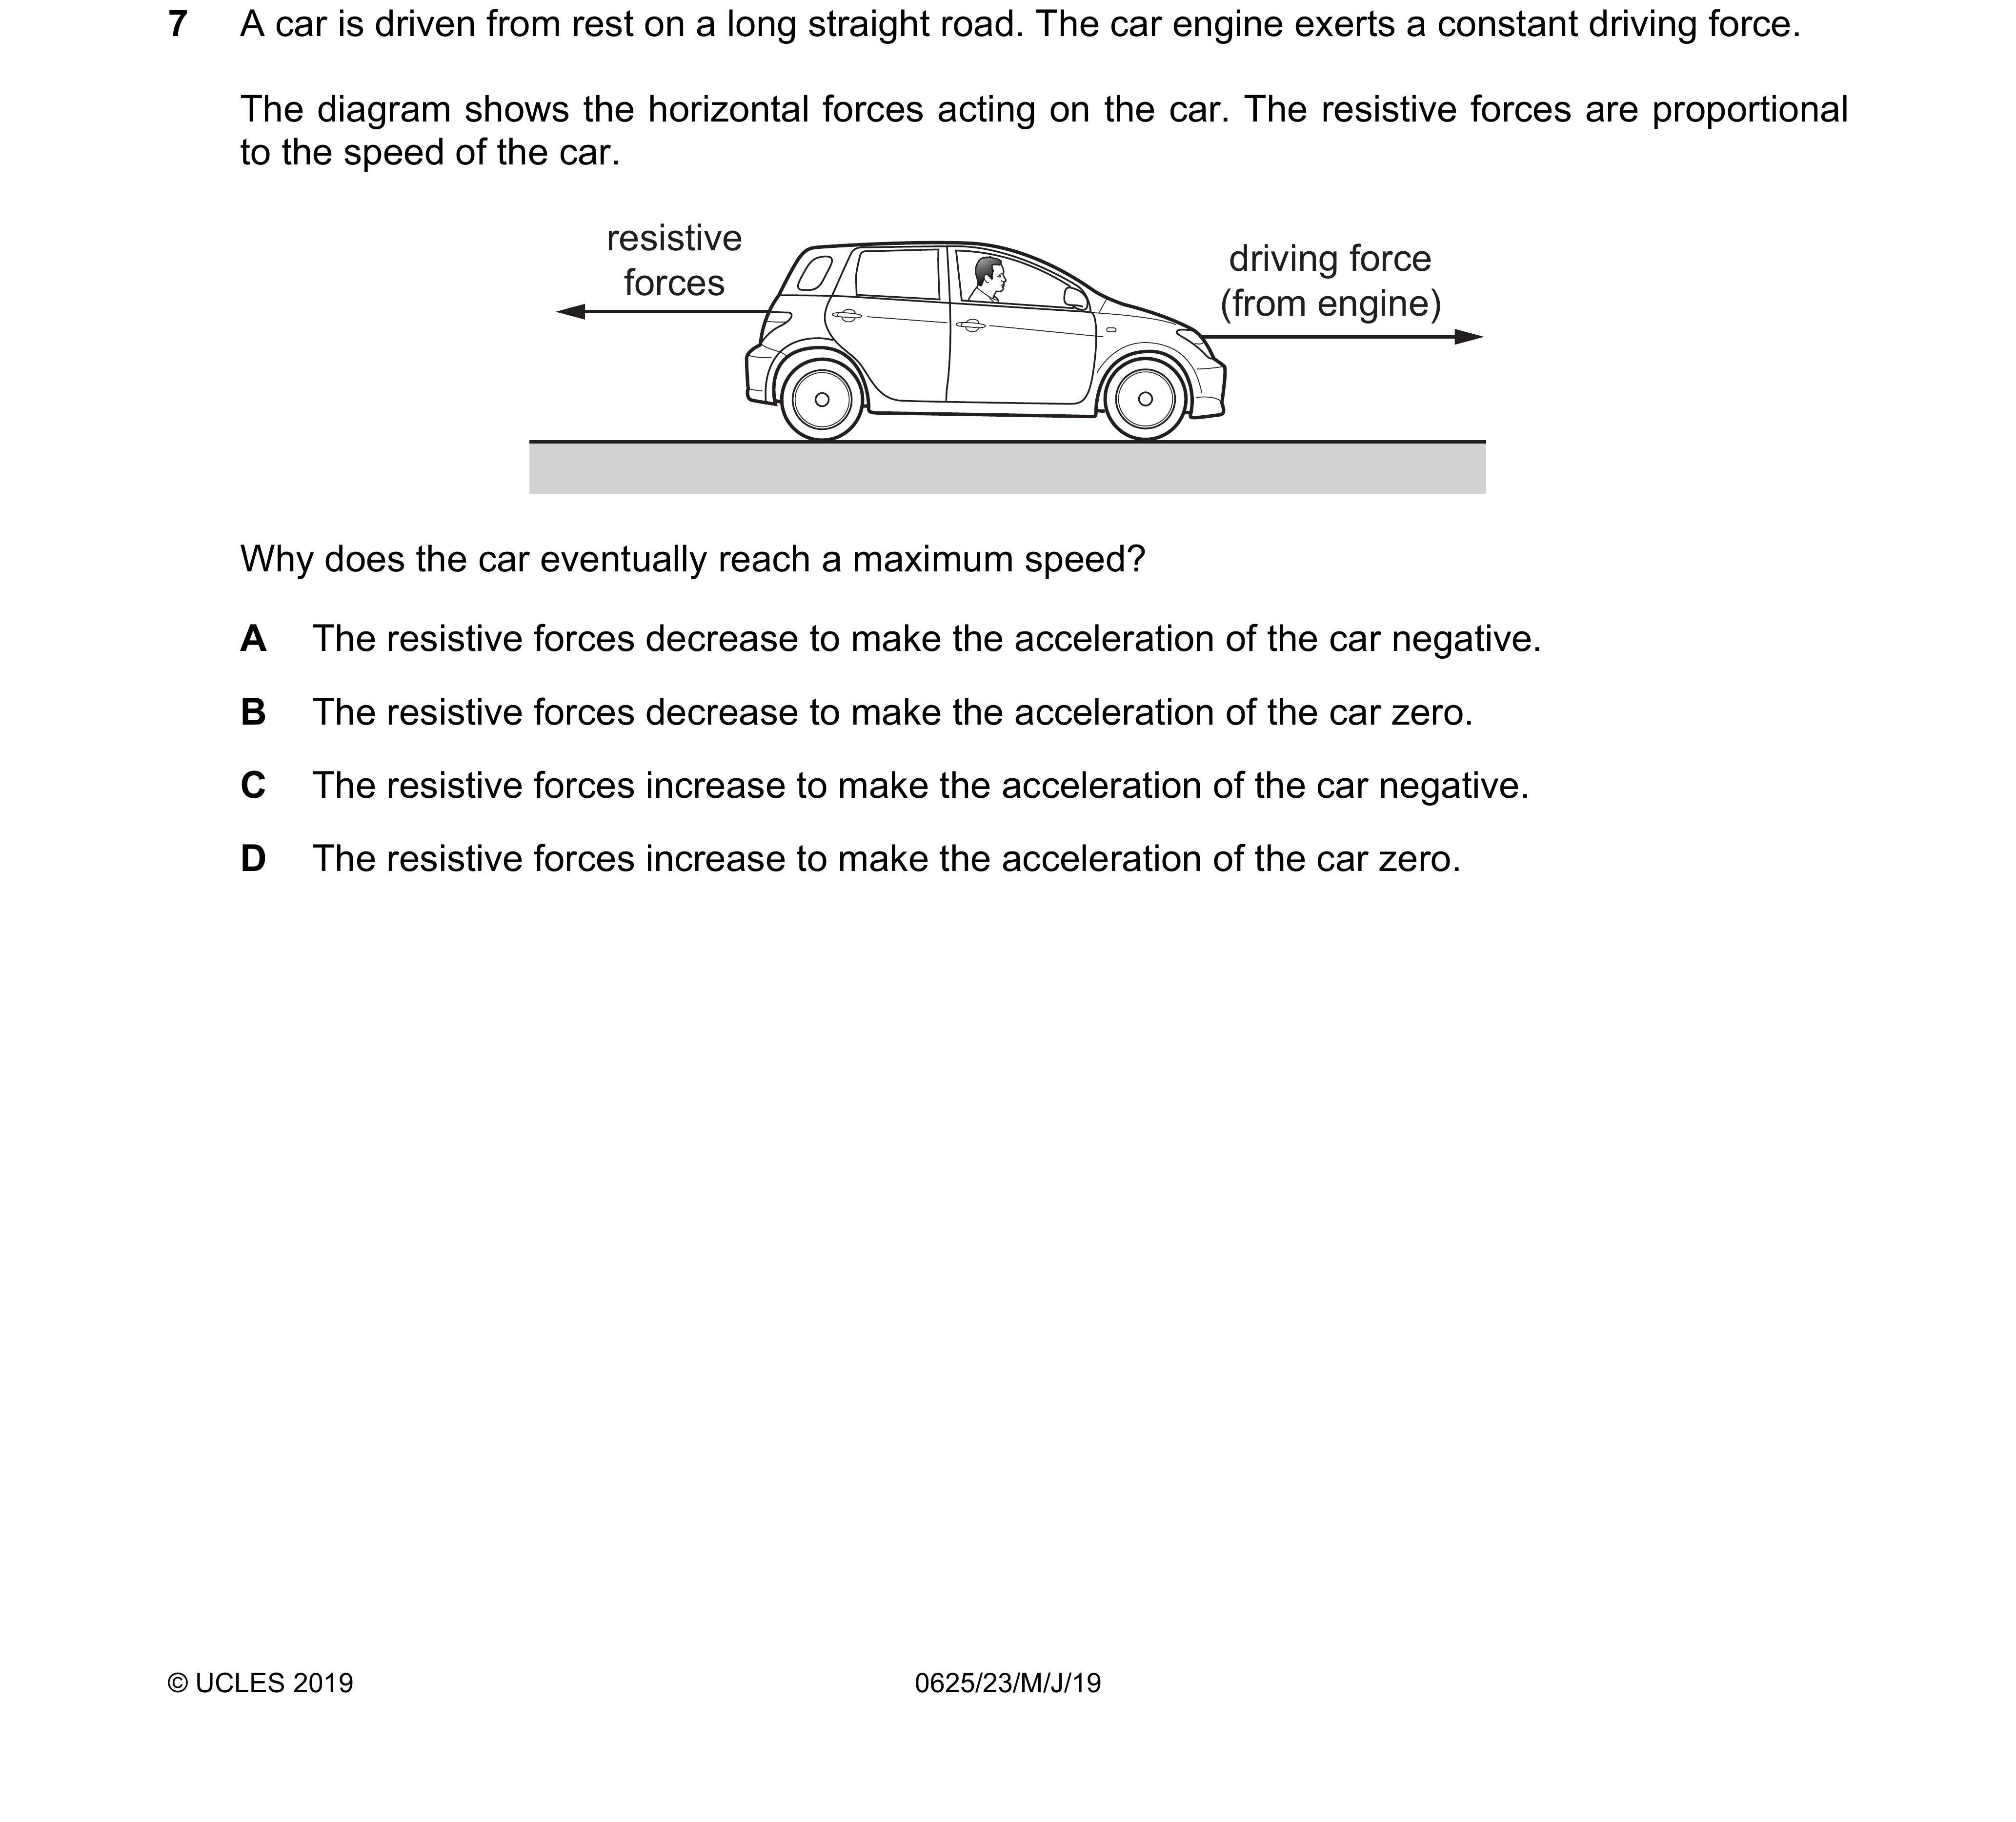 7 A car is driven from rest on a long straight road. The car engine exerts a constant driving force.
The diagram shows the horizontal forces acting on the car. The resistive forces are proportional
to the speed of the car.
resistive
forces
driving force
(from engine)
Why does the car eventually reach a maximum speed?
A The resistive forces decrease to make the acceleration of the car negative.
B The resistive forces decrease to make the acceleration of the car zero.
C The resistive forces increase to make the acceleration of the car negative.
D The resistive forces increase to make the acceleration of the car zero.
© UCLES 2019 0625/23/M/J/19